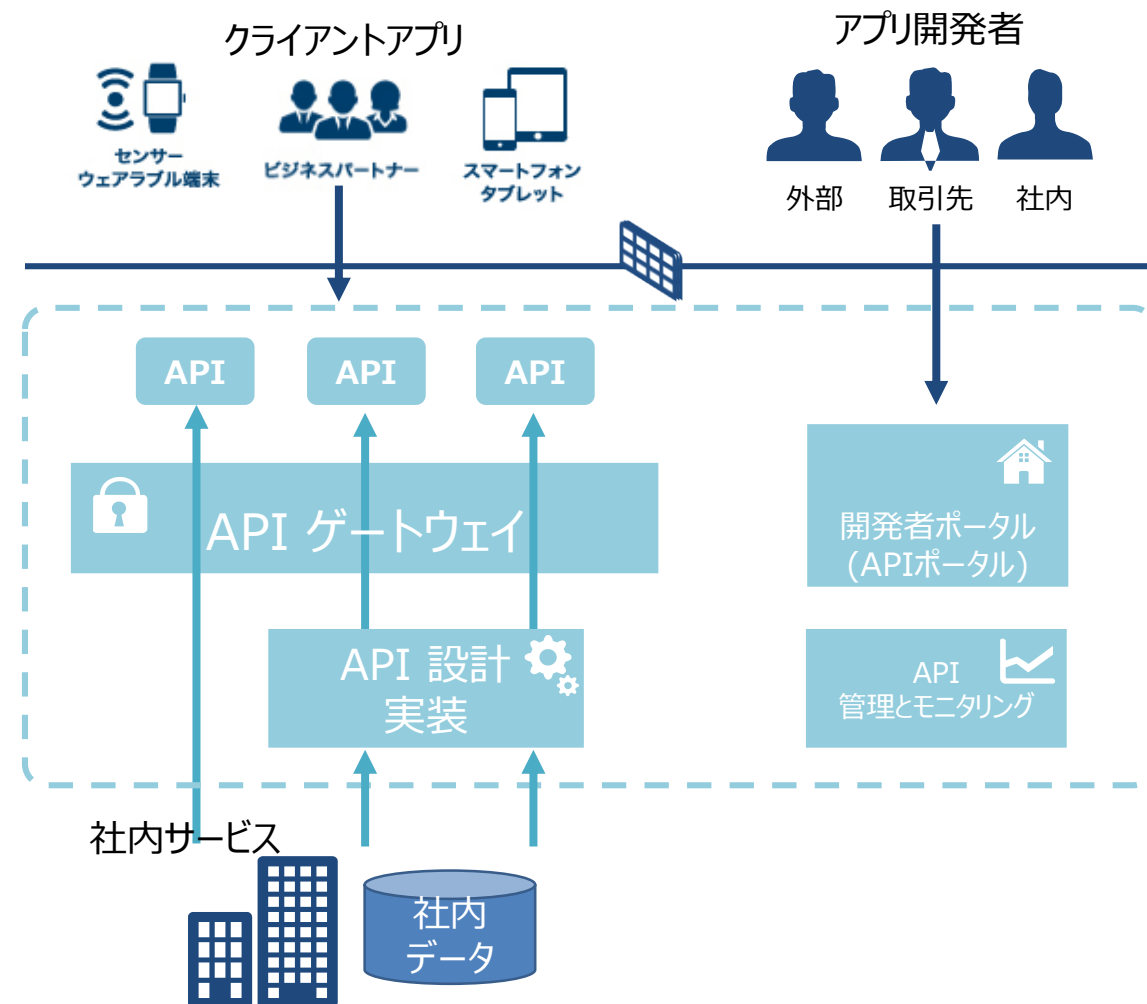 クライアントアプリ
アプリ開発者
センサー
ウェアラブル端末
ビジネスパートナー
スマートフォン
タブレット
外部
取引先
社内
API
API
API
API ゲートウェイ
開発者ポータル
(APIポータル)
API 設計
実装
API
管理とモニタリング
社内サービス
社内
データ